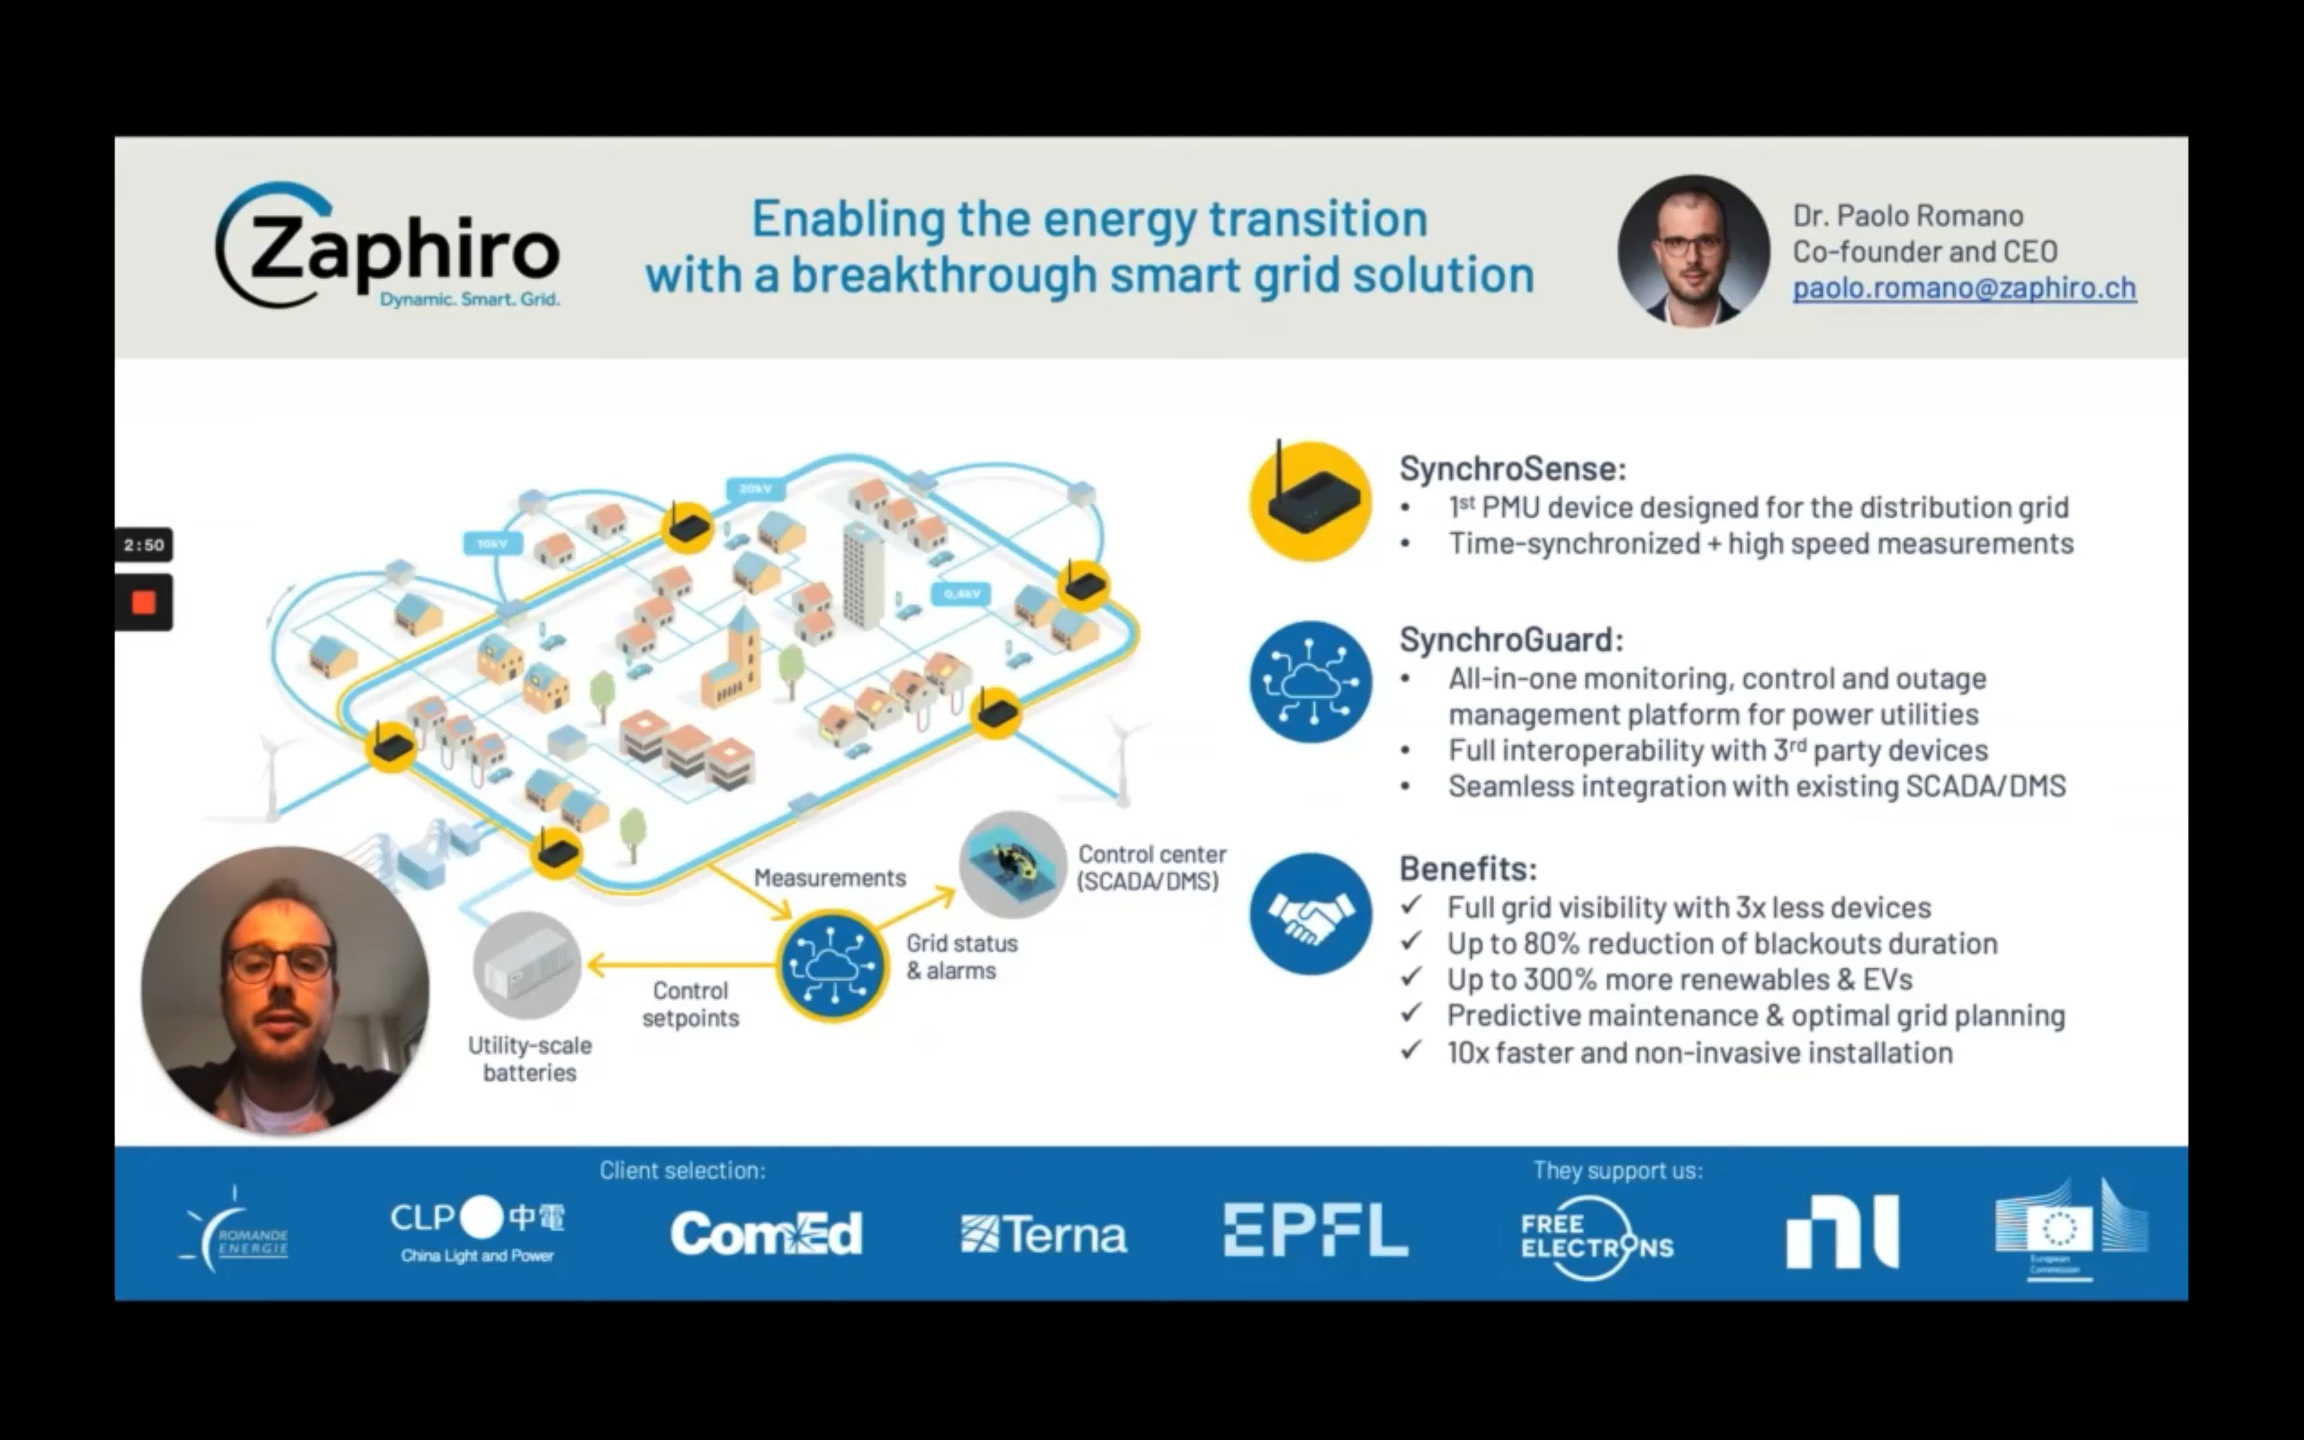 Zaphiro
Dynamic. Smart. Grid.
Enabling the energy transition
with a breakthrough smart grid solution
Dr. Paolo Romano
Co-founder and CEO
paolo.romano@zaphiro.ch
2:50
20kV
10kV
0,4kV
Measurements
Control center
(SCADA/DMS)
Grid status
& alarms
Control
setpoints
Utility-scale
batteries
SynchroSense:
• 1st PMU device designed for the distribution grid
• Time-synchronized + high speed measurements
SynchroGuard:
• All-in-one monitoring, control and outage
management platform for power utilities
• Full interoperability with 3rd party devices
• Seamless integration with existing SCADA/DMS
Benefits:
✓ Full grid visibility with 3x less devices
✓ Up to 80% reduction of blackouts duration
✓ Up to 300% more renewables & EVs
✓ Predictive maintenance & optimal grid planning
✓ 10x faster and non-invasive installation
Client selection:
ROMANDE
ENERGIE
CLP 中電
China Light and Power
ComEd
Terna
EPFL
They support us:
FREE
ELECTRONS
ni
European
Commission